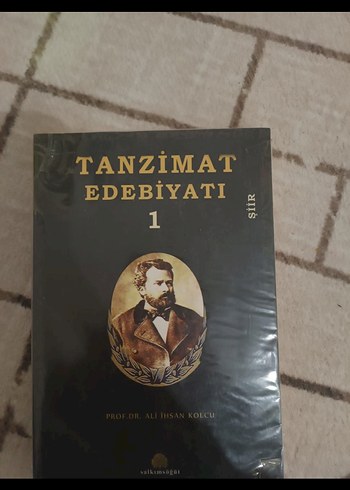 TANZİMAT
EDEBİYATI
1
ŞİİR
PROF. DR. ALİ İHSAN KOLCU
salkımsöğüt